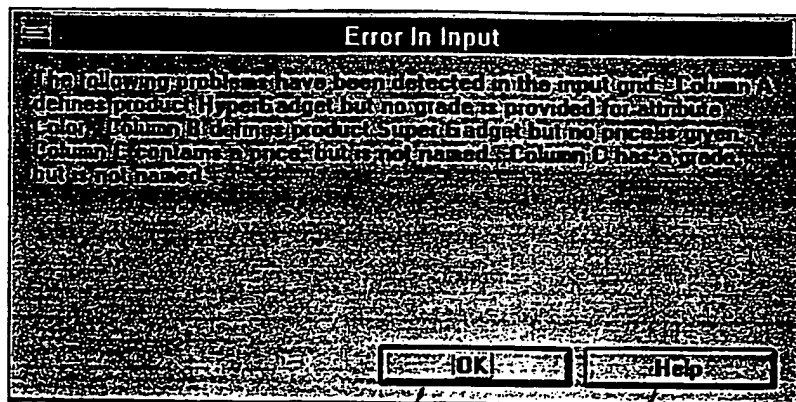 Error In Input
The following problems have been detected in the input grid. Column A
defines product HyperGadget but no grade is provided for attribute
Color. Column B defines product SuperGadget but no price is given.
Column C contains a price but is not named. Column D has a grade
but is not named.
OK
Help